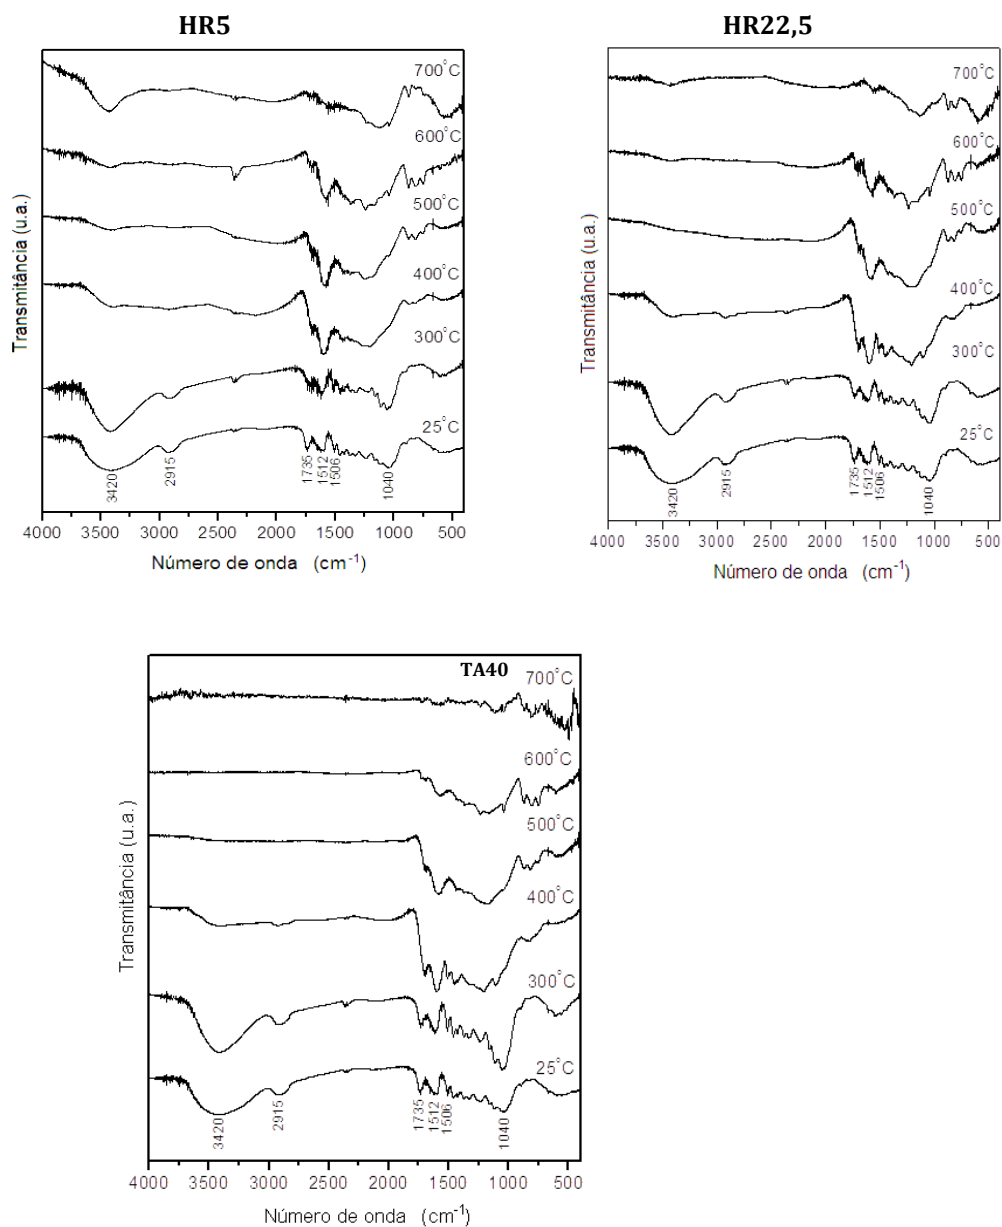 HR5
700°C
600°C
500°C
400°C
300°C
25°C
3420
2915
1735
1512
1506
1040
4000 3500 3000 2500 2000 1500 1000 500
Número de onda (cm-1)
Transmitância (u.a.)
HR22,5
700°C
600°C
500°C
400°C
300°C
25°C
3420
2915
1735
1512
1506
1040
4000 3500 3000 2500 2000 1500 1000 500
Número de onda (cm-1)
Transmitância (u.a.)
TA40
700°C
600°C
500°C
400°C
300°C
25°C
3420
2915
1735
1512
1506
1040
4000 3500 3000 2500 2000 1500 1000 500
Número de onda (cm-1)
Transmitância (u.a.)